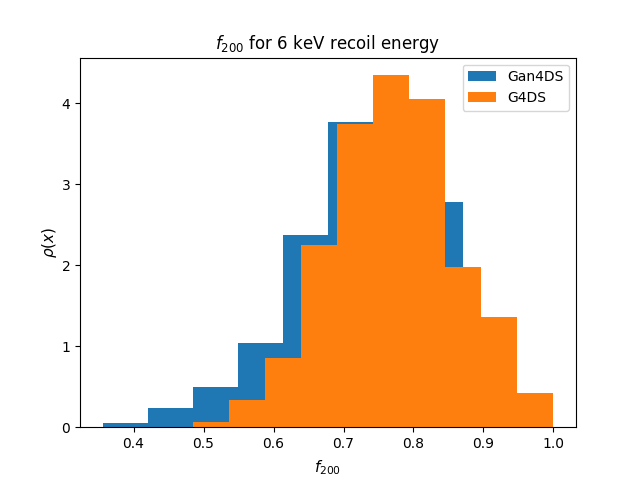 f₂₀₀ for 6 keV recoil energy
Gan4DS
G4DS
ρ(x)
4
3
2
1
0
0.4 0.5 0.6 0.7 0.8 0.9 1.0
f₂₀₀